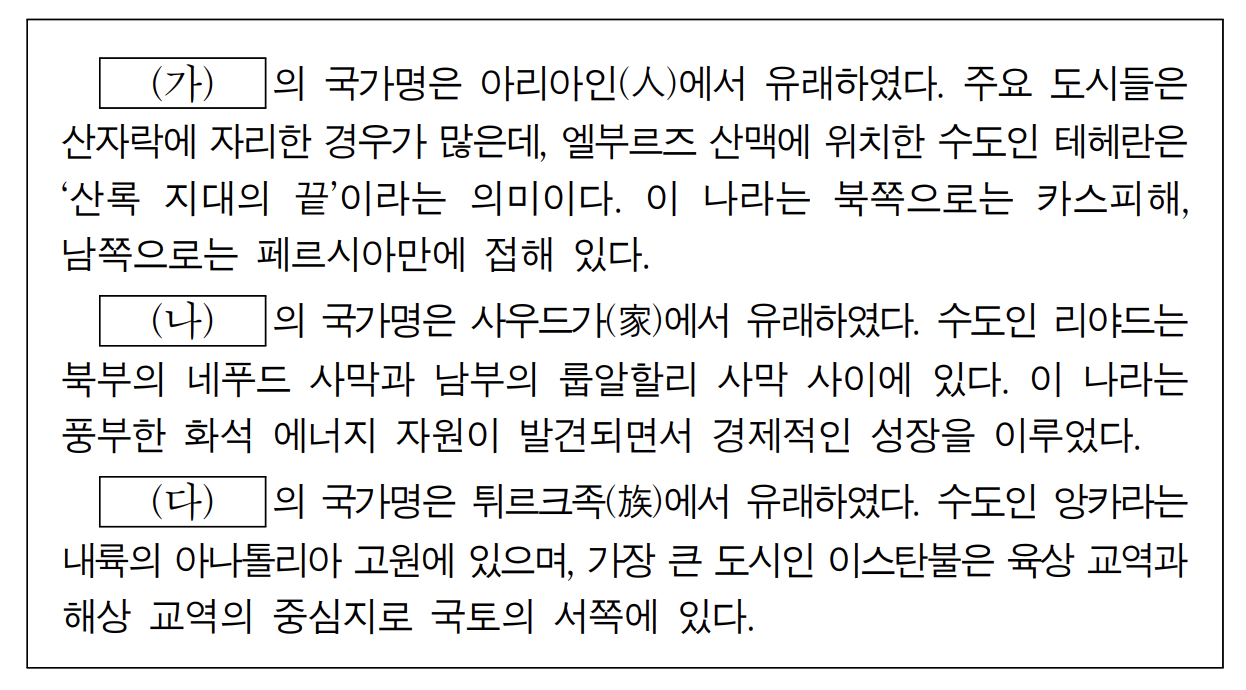 (가) 의 국가명은 아리아인(人)에서 유래하였다. 주요 도시들은
산자락에 자리한 경우가 많은데, 엘부르즈 산맥에 위치한 수도인 테헤란은
‘산록 지대의 끝’이라는 의미이다. 이 나라는 북쪽으로는 카스피해,
남쪽으로는 페르시아만에 접해 있다.
(나) 의 국가명은 사우드가(家)에서 유래하였다. 수도인 리야드는
북부의 네푸드 사막과 남부의 룹알할리 사막 사이에 있다. 이 나라는
풍부한 화석 에너지 자원이 발견되면서 경제적인 성장을 이루었다.
(다) 의 국가명은 튀르크족(族)에서 유래하였다. 수도인 앙카라는
내륙의 아나톨리아 고원에 있으며, 가장 큰 도시인 이스탄불은 육상 교역과
해상 교역의 중심지로 국토의 서쪽에 있다.